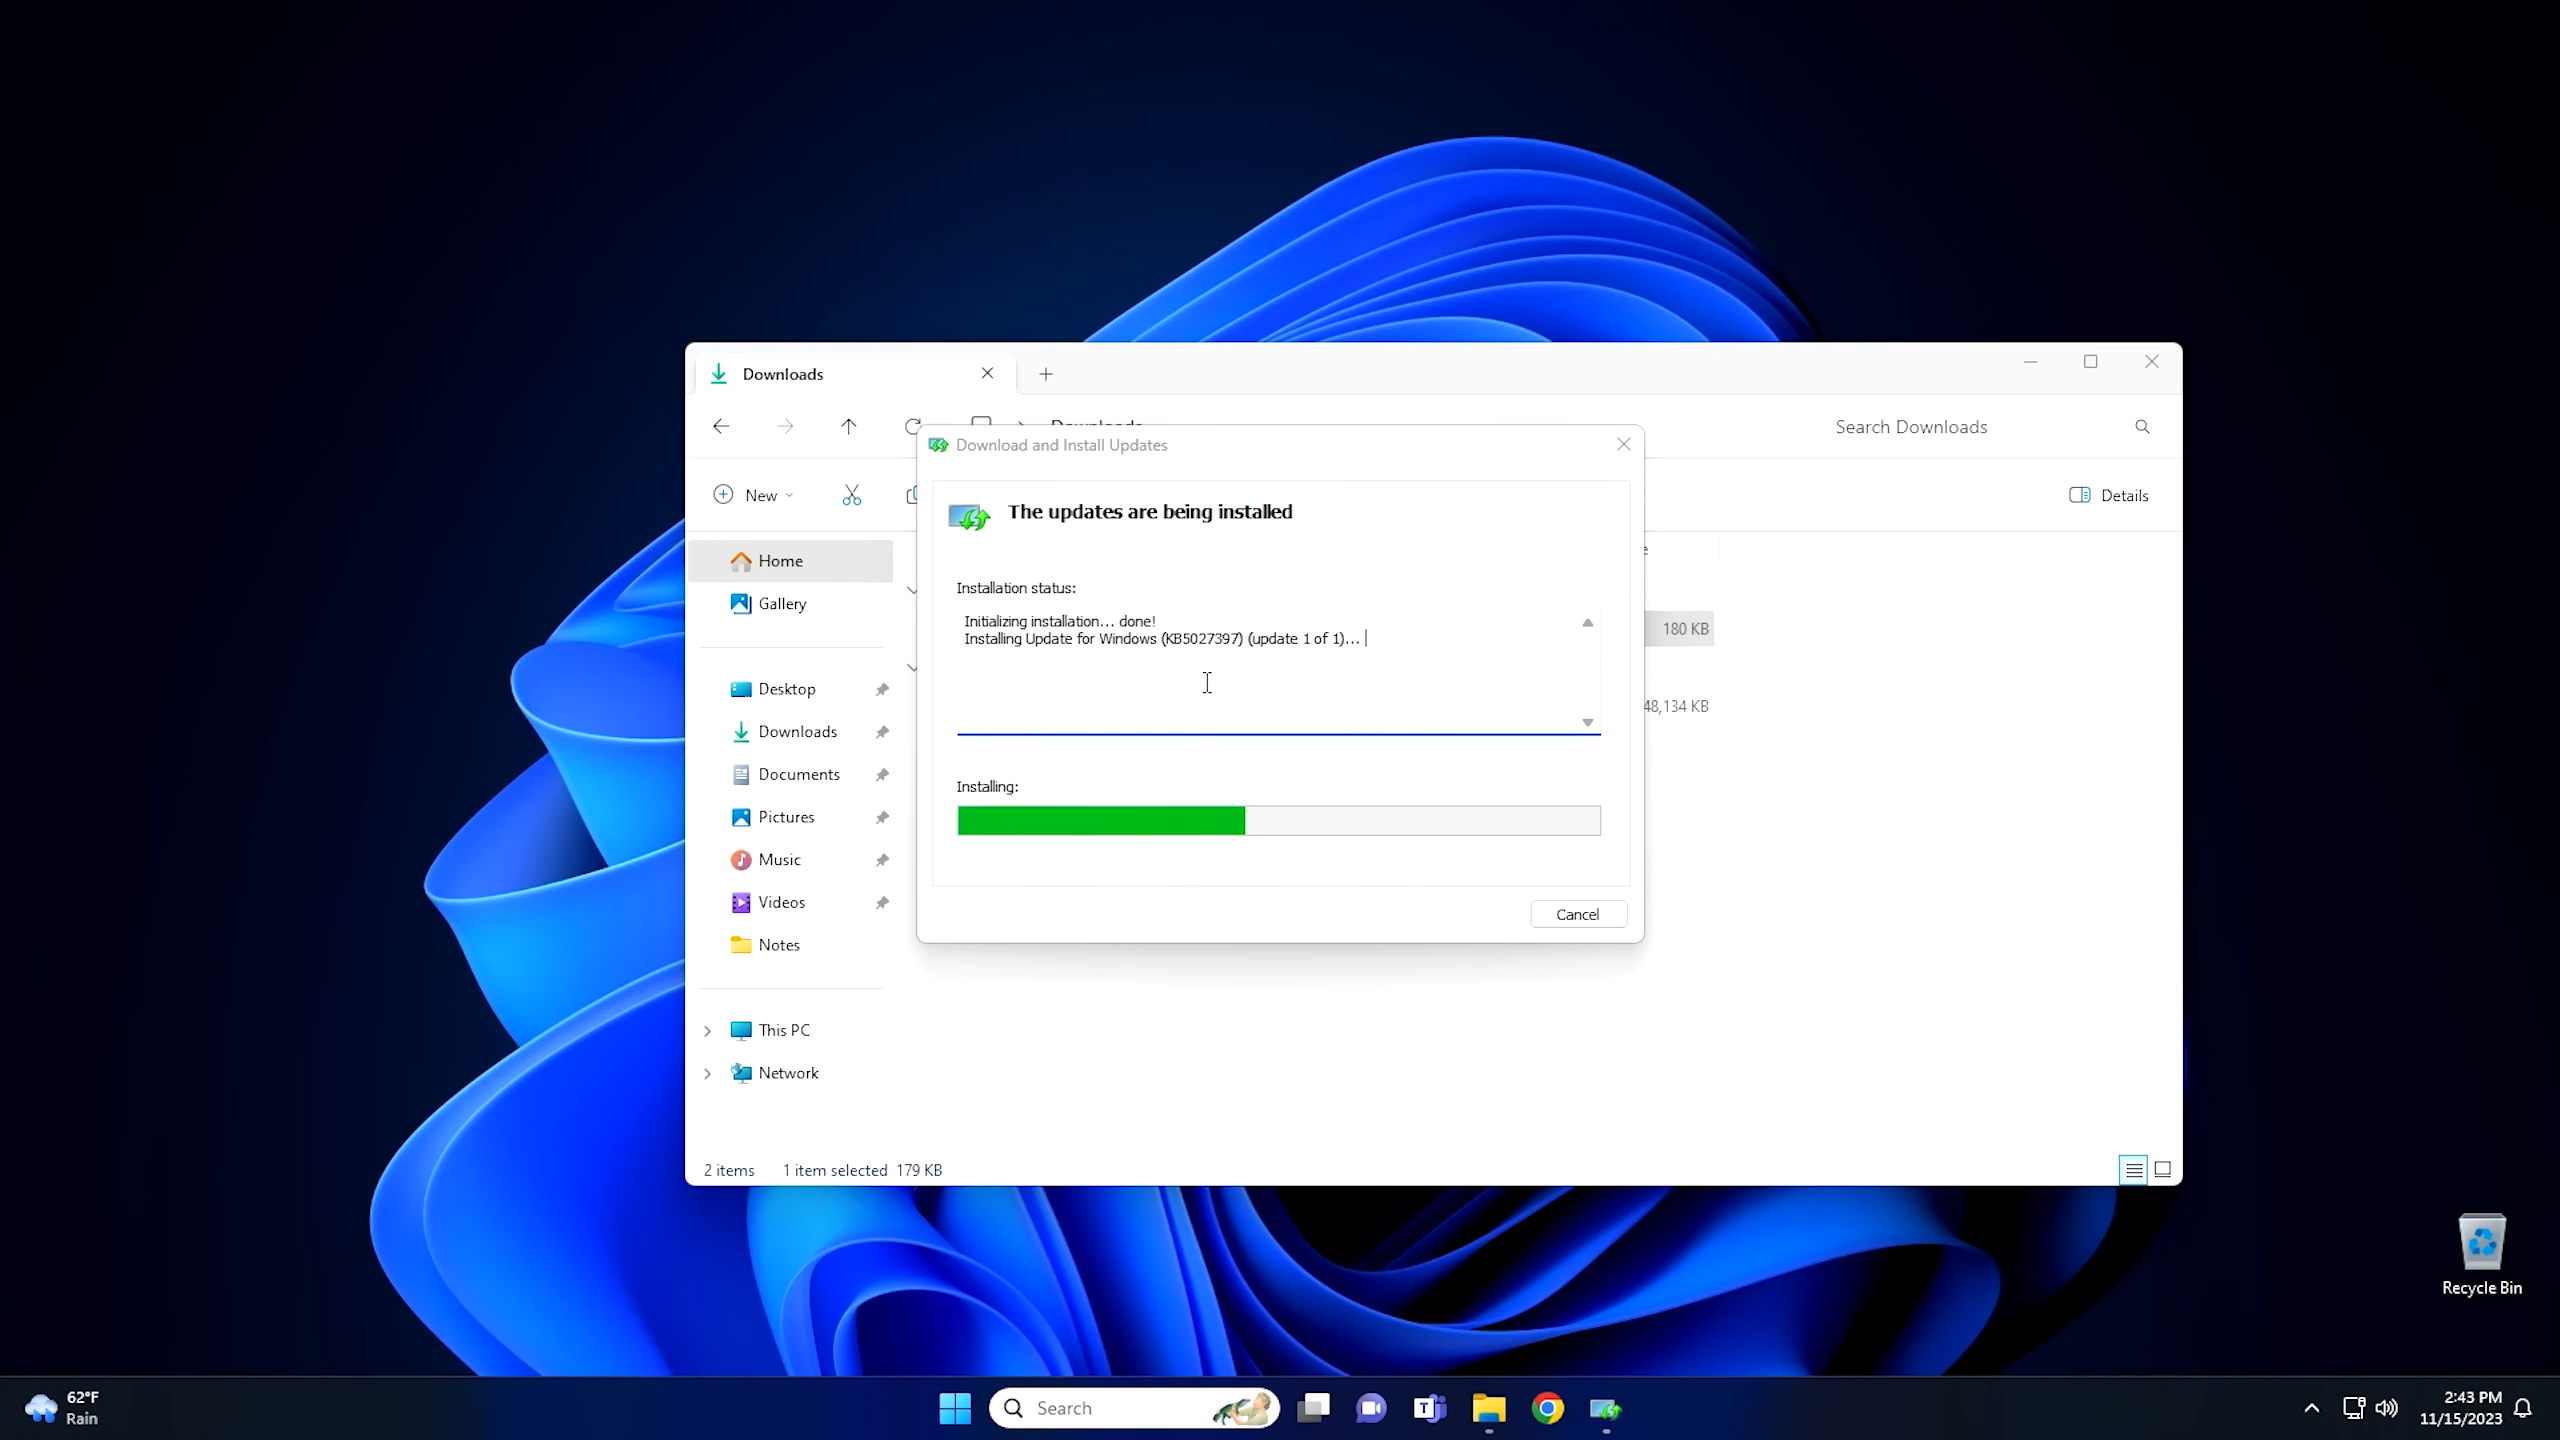 Downloads
Search Downloads
Download and Install Updates
New
Details
The updates are being installed
Home
Gallery
Installation status:
Initializing installation... done!
Installing Update for Windows (KB5027397) (update 1 of 1)...
180 KB
Desktop
48,134 KB
Downloads
Documents
Installing:
Pictures
Music
Videos
Cancel
Notes
This PC
Network
2 items 1 item selected 179 KB
Recycle Bin
62°F
Rain
Search
2:43 PM
11/15/2023